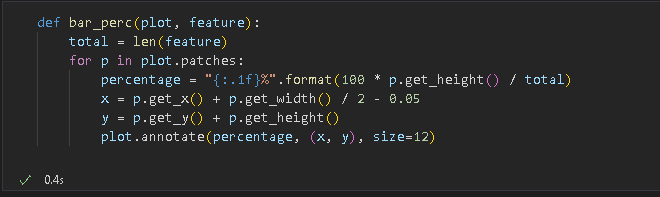 def bar_perc(plot, feature):
    total = len(feature)
    for p in plot.patches:
        percentage = "{:.1f}%".format(100 * p.get_height() / total)
        x = p.get_x() + p.get_width() / 2 - 0.05
        y = p.get_y() + p.get_height()
        plot.annotate(percentage, (x, y), size=12)
0.4s